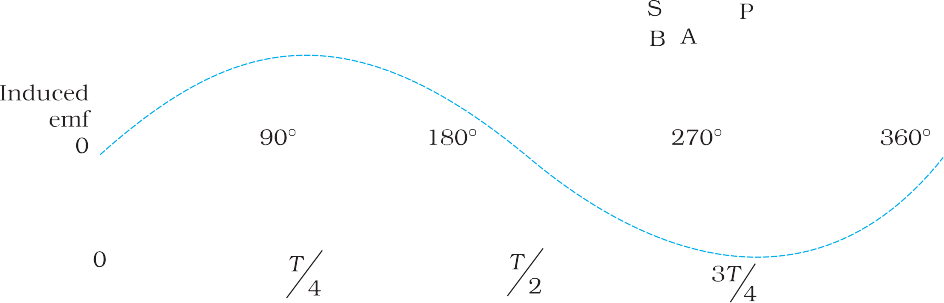 S P
B A
Induced
emf
0 90° 180° 270° 360°
0 T/4 T/2 3T/4